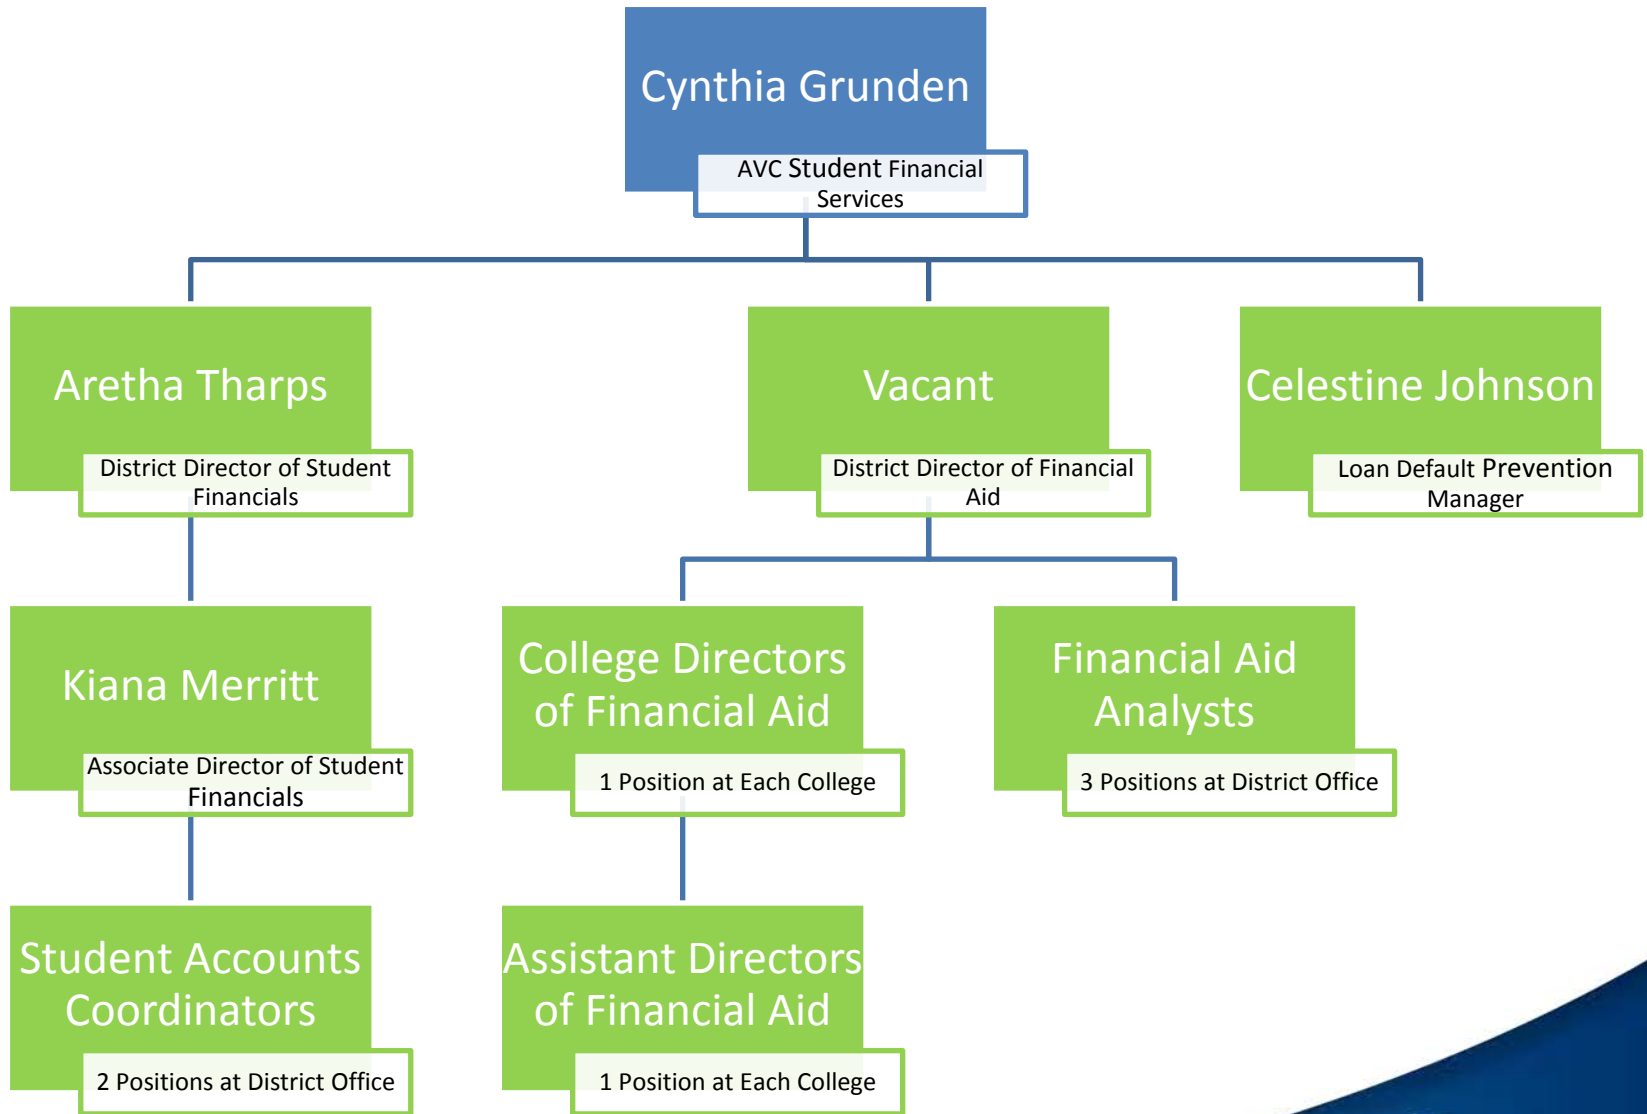 Cynthia Grunden
AVC Student Financial
Services
Aretha Tharps
District Director of Student
Financials
Vacant
District Director of Financial
Aid
Celestine Johnson
Loan Default Prevention
Manager
Kiana Merritt
Associate Director of Student
Financials
College Directors
of Financial Aid
1 Position at Each College
Financial Aid
Analysts
3 Positions at District Office
Student Accounts
Coordinators
2 Positions at District Office
Assistant Directors
of Financial Aid
1 Position at Each College